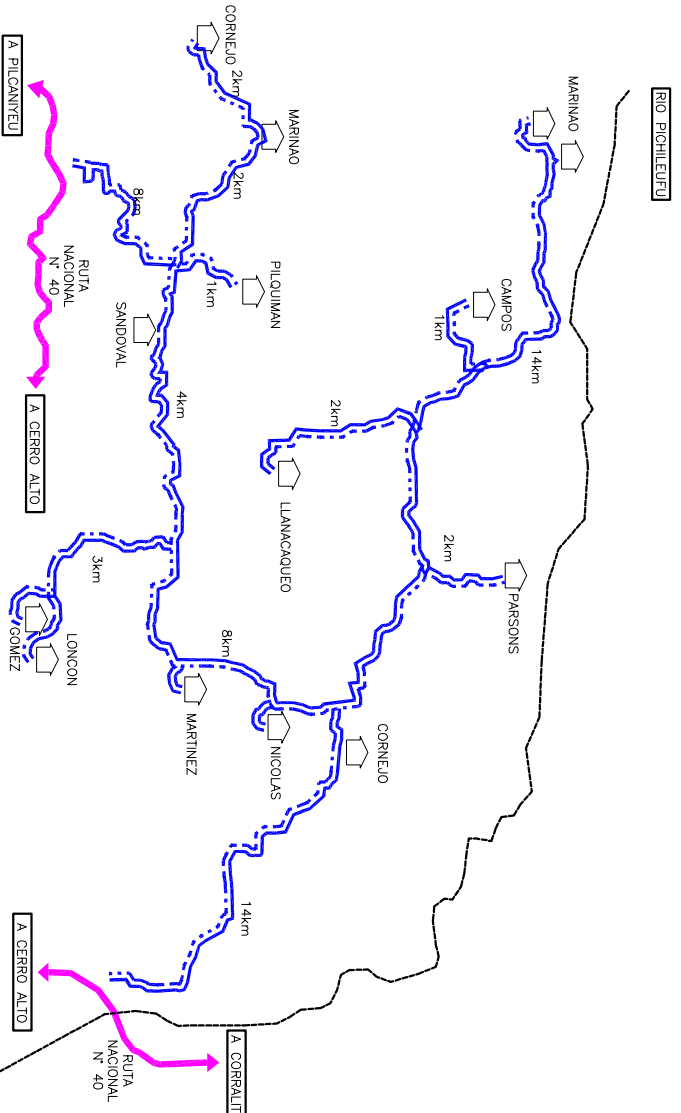 RIO PICHILEUFU
MARINAO
CORNEJO
2km
MARINAO
2km
A PILCANIYEU
8km
PILQUIMAN
1km
RUTA
NACIONAL
N° 40
SANDOVAL
CAMPOS
1km
14km
A CERRO ALTO
4km
2km
LLANACAQUEO
2km
PARSONS
3km
LONCON
GOMEZ
8km
MARTINEZ
NICOLAS
CORNEJO
14km
A CERRO ALTO
A CORRALIT
RUTA
NACIONAL
N° 40